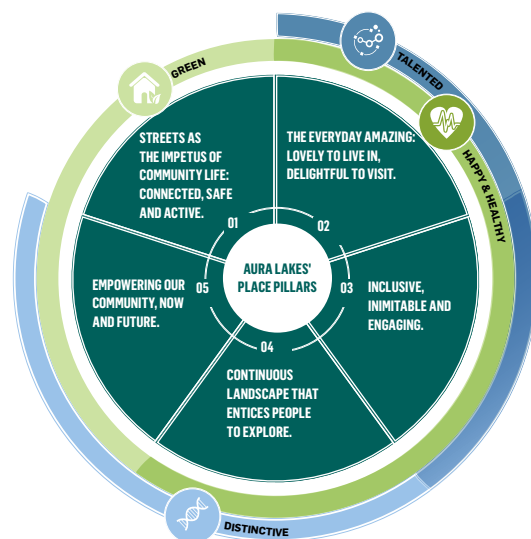 GREEN
TALENTED
HAPPY & HEALTHY
STREETS AS
THE IMPETUS OF
COMMUNITY LIFE:
CONNECTED, SAFE
AND ACTIVE.
01
THE EVERYDAY AMAZING:
LOVELY TO LIVE IN,
DELIGHTFUL TO VISIT.
02
AURA LAKES'
PLACE PILLARS
03
INCLUSIVE,
INIMITABLE AND
ENGAGING.
04
CONTINUOUS
LANDSCAPE THAT
ENTICES PEOPLE
TO EXPLORE.
EMPOWERING OUR
COMMUNITY, NOW
AND FUTURE.
05
DISTINCTIVE